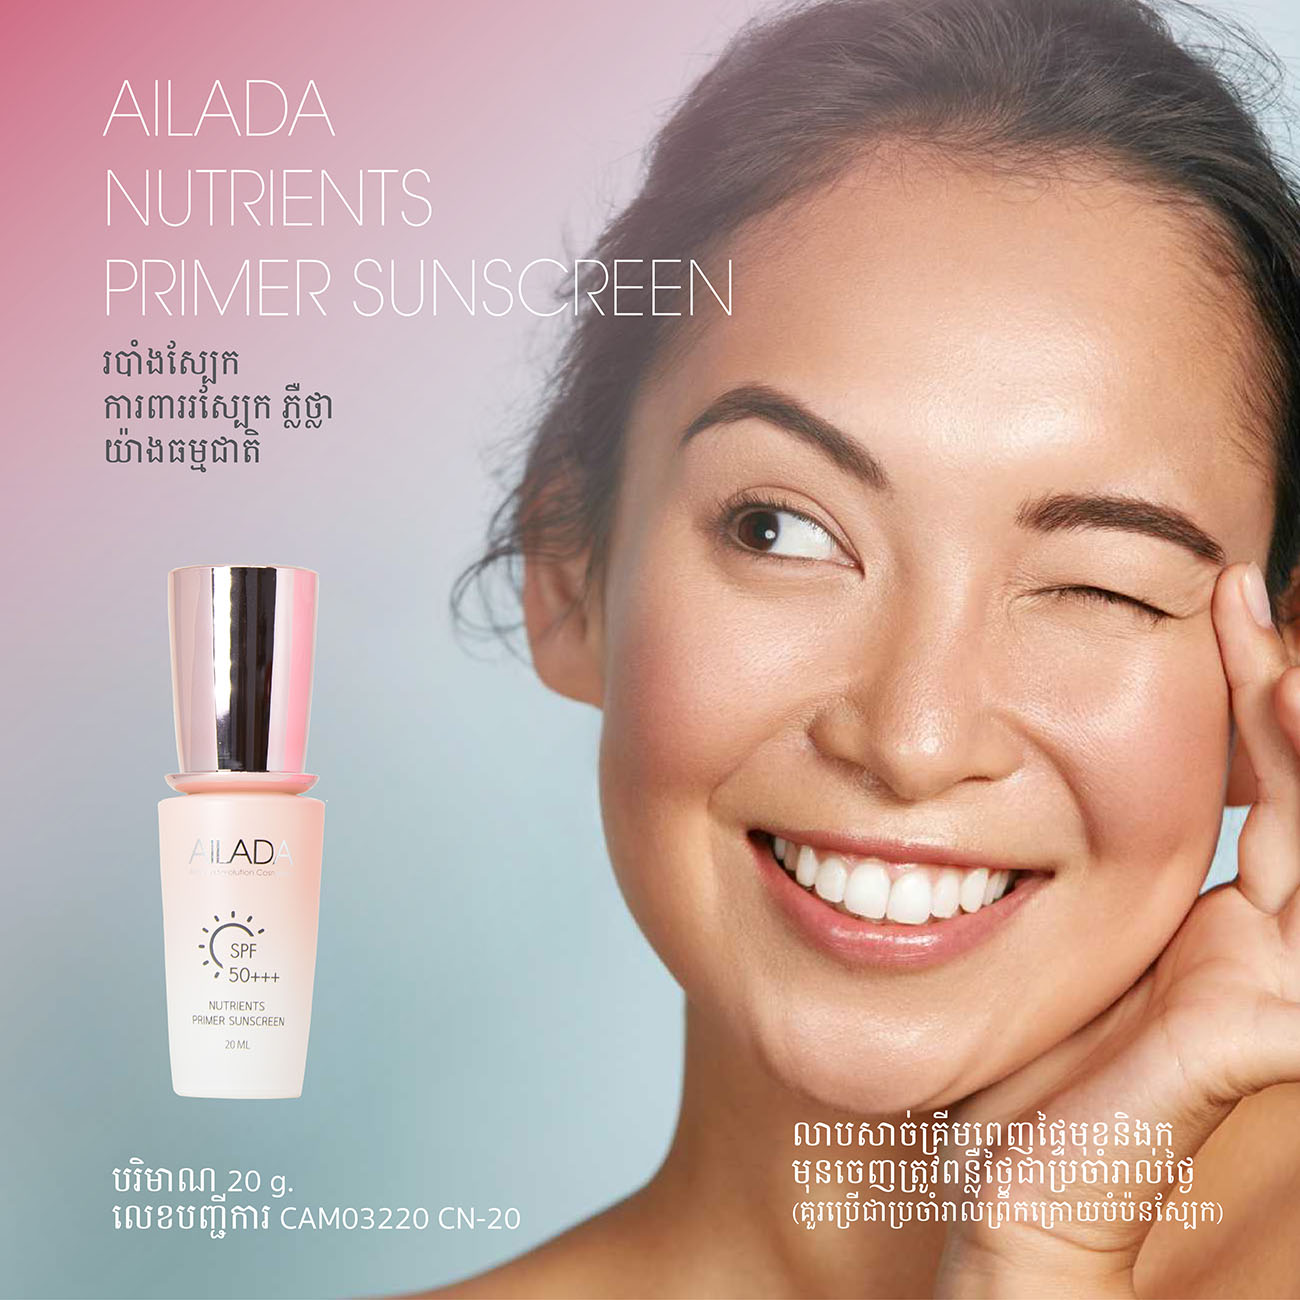 AILADA
NUTRIENTS
PRIMER SUNSCREEN
របាំងស្បែក
ការពាររស្បែក ភ្លឺថ្លា
យ៉ាងធម្មជាតិ
AILADA
SPF
50+++
NUTRIENTS
PRIMER SUNSCREEN
20 ML
បរិមាណ 20 g.
លេខបញ្ជីការ CAM03220 CN-20
លាបសាច់គ្រីមពេញផ្ទៃមុខនិងក
មុនចេញត្រូវពន្លឺថ្ងៃជាប្រចាំរាល់ថ្ងៃ
(គួរប្រើជាប្រចាំរាល់ព្រឹកក្រោយបំប៉នស្បែក)